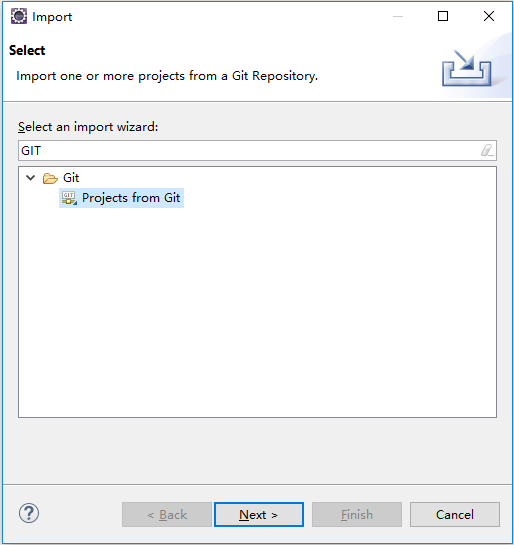 Import
Select
Import one or more projects from a Git Repository.
Select an import wizard:
GIT
Git
GIT Projects from Git
?
< Back Next > Finish Cancel